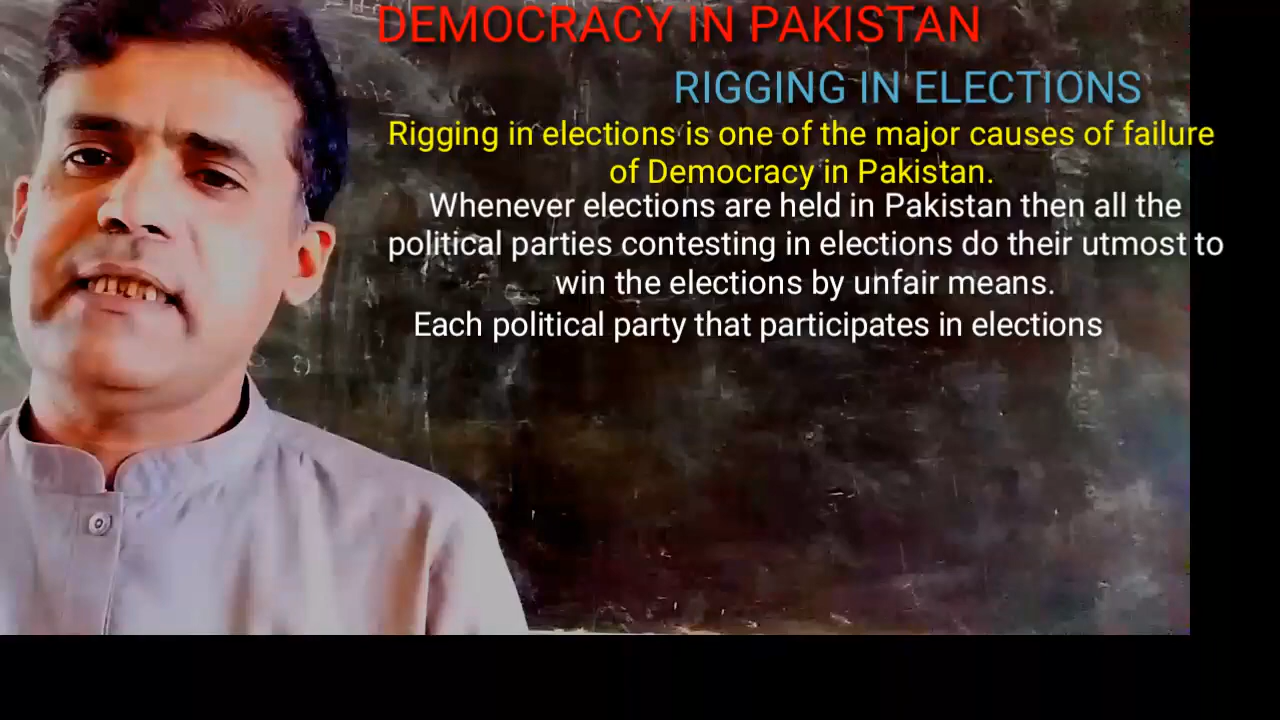 DEMOCRACY IN PAKISTAN
RIGGING IN ELECTIONS
Rigging in elections is one of the major causes of failure
of Democracy in Pakistan.
Whenever elections are held in Pakistan then all the
political parties contesting in elections do their utmost to
win the elections by unfair means.
Each political party that participates in elections